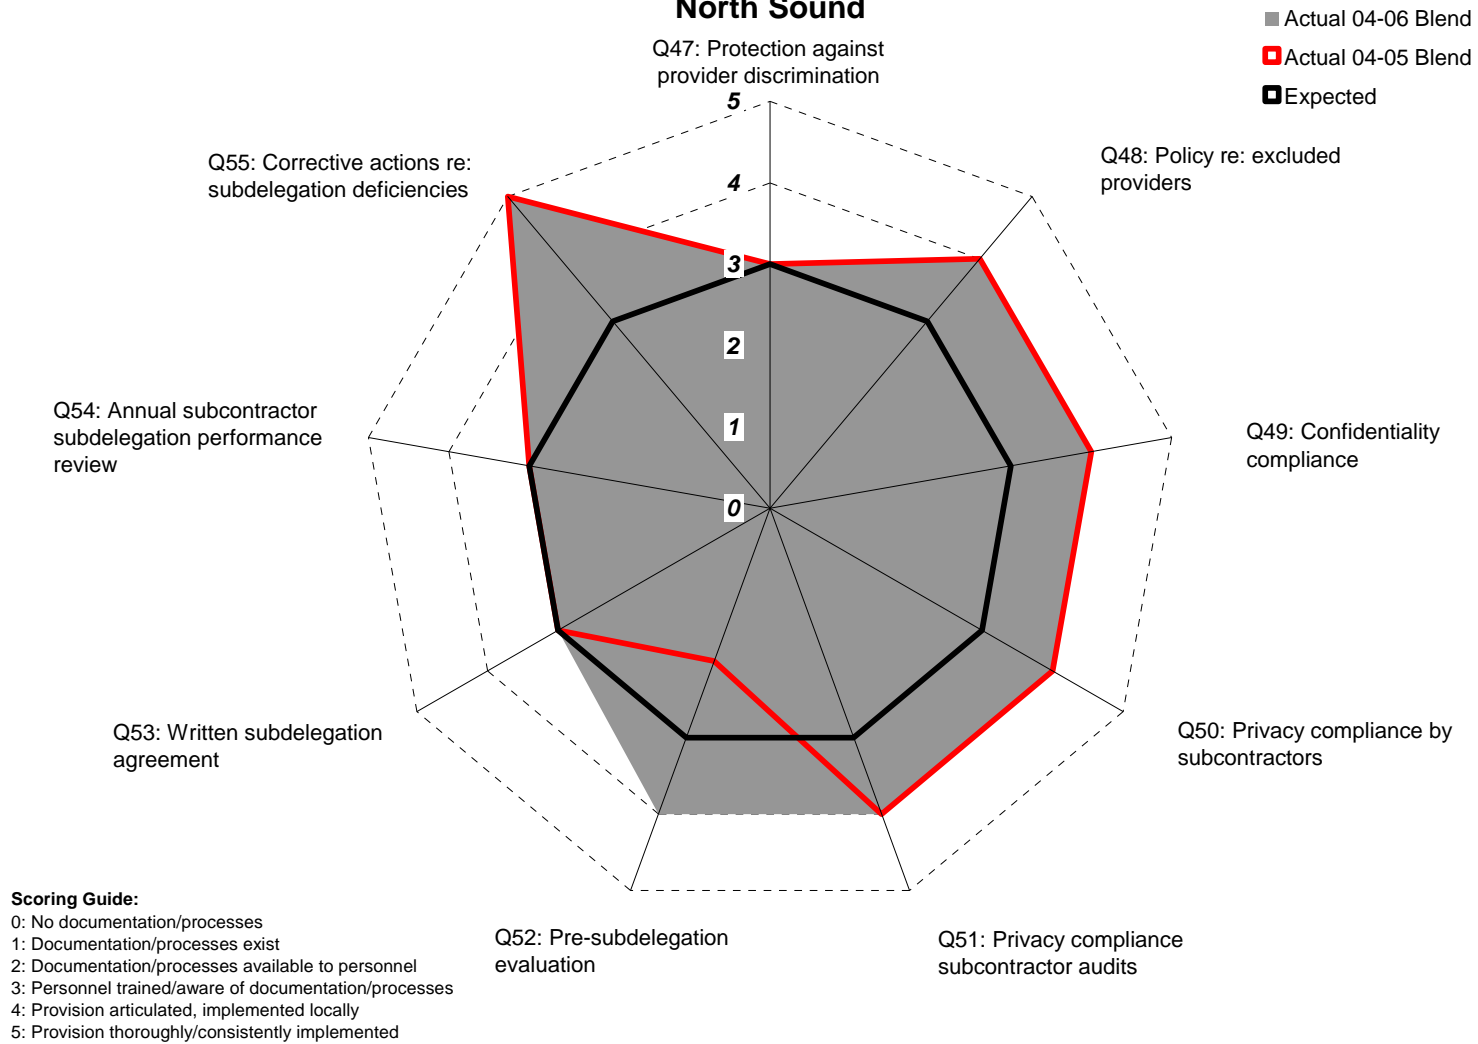 North Sound
Actual 04-06 Blend
Actual 04-05 Blend
Expected
Q47: Protection against
provider discrimination
Q48: Policy re: excluded
providers
Q49: Confidentiality
compliance
Q50: Privacy compliance by
subcontractors
Q51: Privacy compliance
subcontractor audits
Q52: Pre-subdelegation
evaluation
Q53: Written subdelegation
agreement
Q54: Annual subcontractor
subdelegation performance
review
Q55: Corrective actions re:
subdelegation deficiencies
5
4
3
2
1
0
Scoring Guide:
0: No documentation/processes
1: Documentation/processes exist
2: Documentation/processes available to personnel
3: Personnel trained/aware of documentation/processes
4: Provision articulated, implemented locally
5: Provision thoroughly/consistently implemented